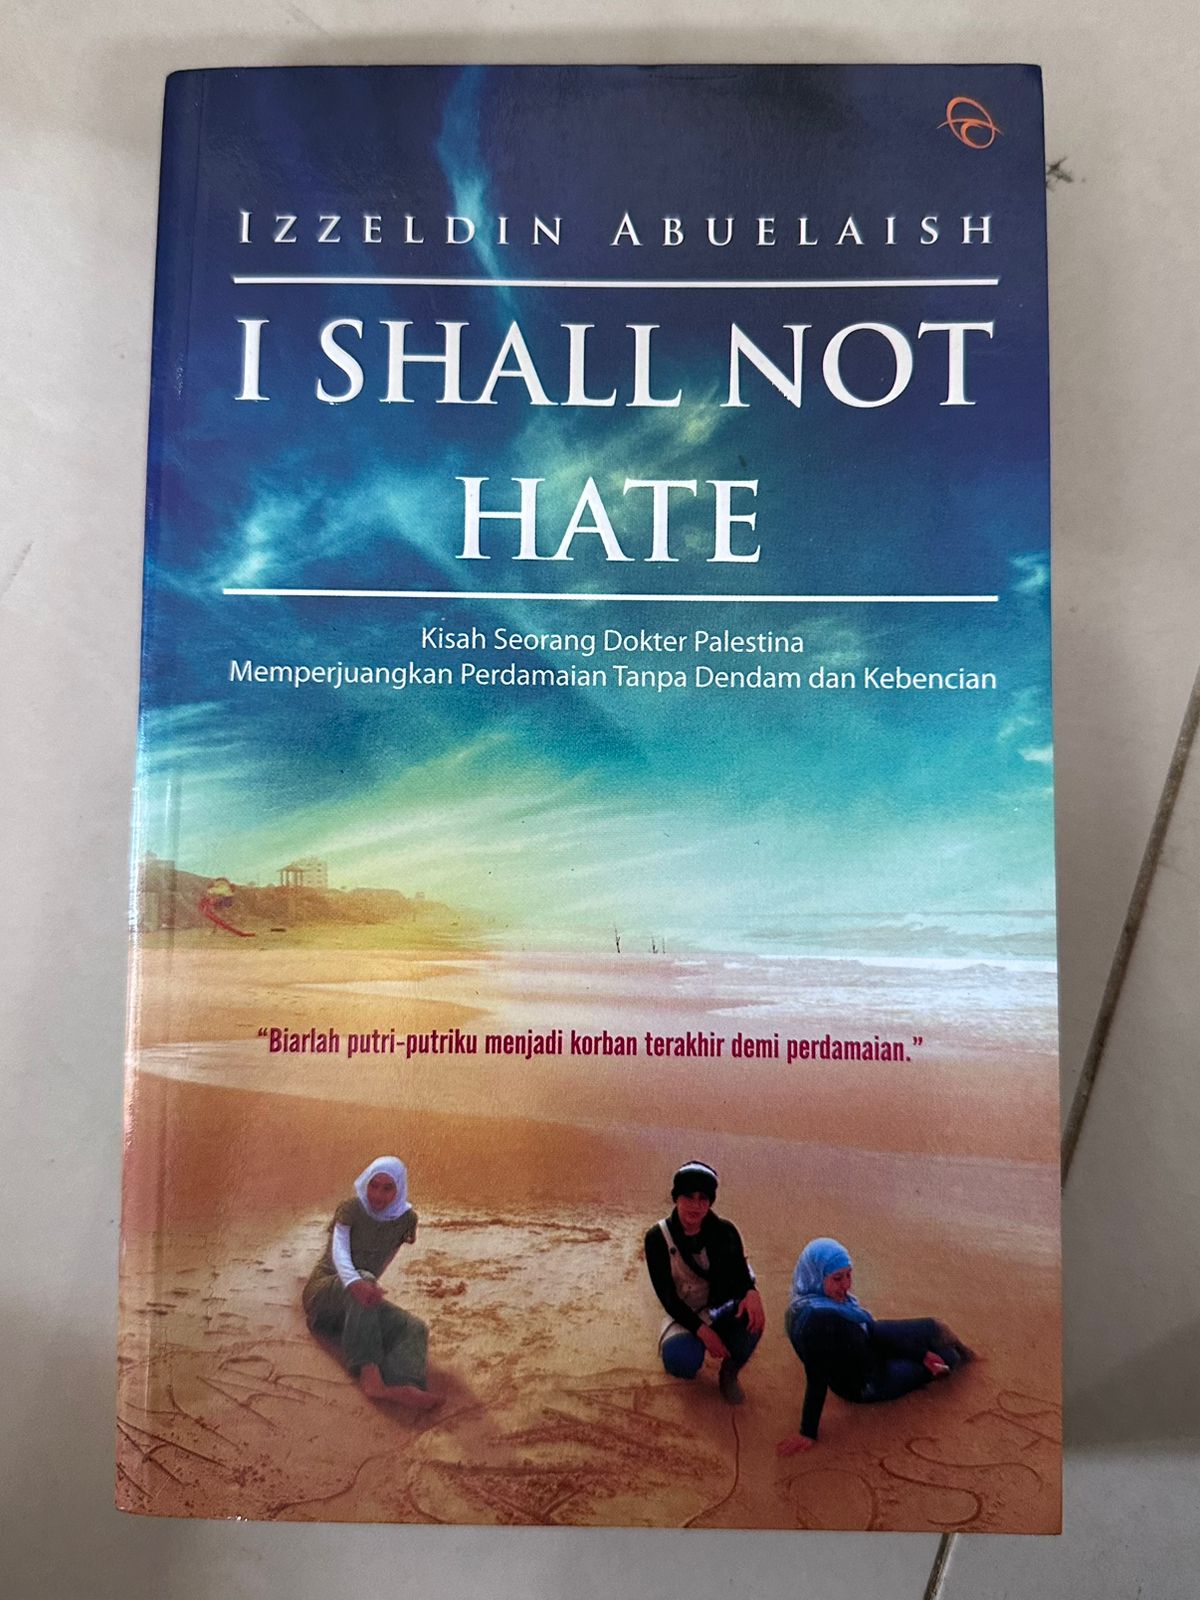 IZZELDIN ABUELAISH
I SHALL NOT
HATE
Kisah Seorang Dokter Palestina
Memperjuangkan Perdamaian Tanpa Dendam dan Kebencian
“Biarlah putri-putriku menjadi korban terakhir demi perdamaian.”